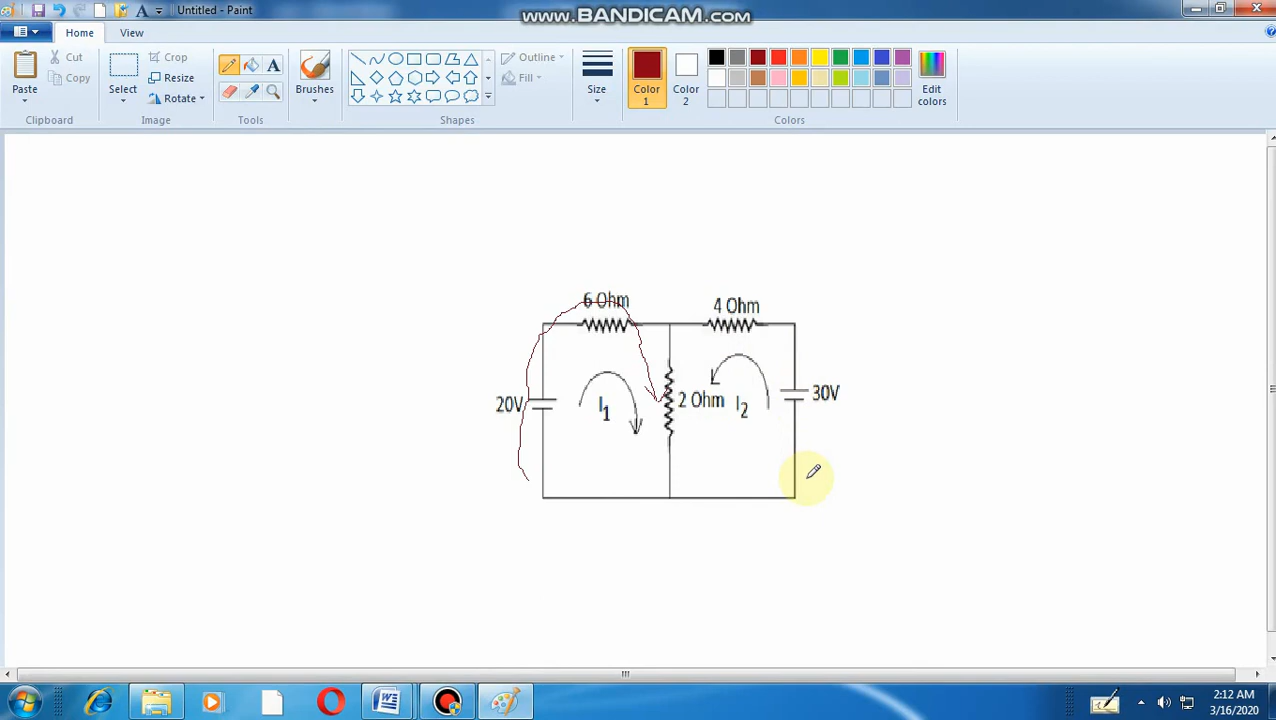 Untitled - Paint
www.BANDICAM.com
Home
View
Paste
Cut
Copy
Clipboard
Select
Crop
Resize
Rotate
Image
A
Tools
Brushes
Shapes
Outline
Fill
Size
Color 1
Color 2
Edit colors
Colors
6 Ohm
4 Ohm
20V
I1
2 Ohm
I2
30V
2:12 AM
3/16/2020